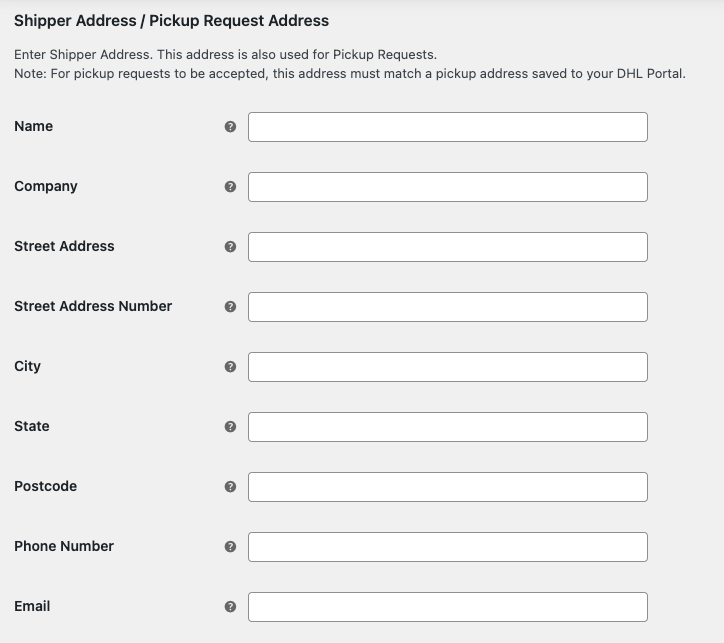 Shipper Address / Pickup Request Address
Enter Shipper Address. This address is also used for Pickup Requests.
Note: For pickup requests to be accepted, this address must match a pickup address saved to your DHL Portal.
Name ?
Company ?
Street Address ?
Street Address Number ?
City ?
State ?
Postcode ?
Phone Number ?
Email ?